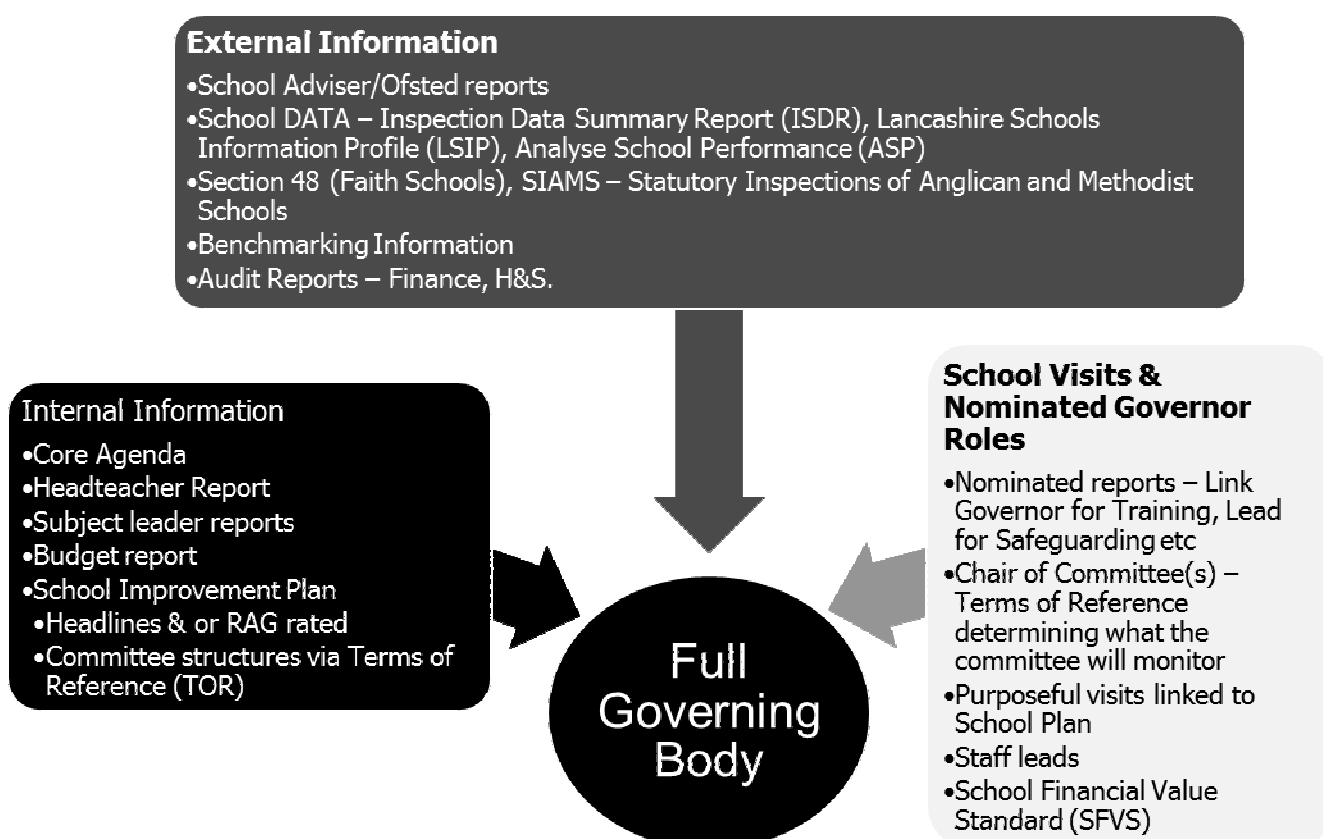 External Information
•School Adviser/Ofsted reports
•School DATA – Inspection Data Summary Report (ISDR), Lancashire Schools
Information Profile (LSIP), Analyse School Performance (ASP)
•Section 48 (Faith Schools), SIAMS – Statutory Inspections of Anglican and Methodist
Schools
•Benchmarking Information
•Audit Reports – Finance, H&S.
Internal Information
•Core Agenda
•Headteacher Report
•Subject leader reports
•Budget report
•School Improvement Plan
•Headlines & or RAG rated
•Committee structures via Terms of
Reference (TOR)
School Visits &
Nominated Governor
Roles
•Nominated reports – Link
Governor for Training, Lead
for Safeguarding etc
•Chair of Committee(s) –
Terms of Reference
determining what the
committee will monitor
•Purposeful visits linked to
School Plan
•Staff leads
•School Financial Value
Standard (SFVS)
Full
Governing
Body